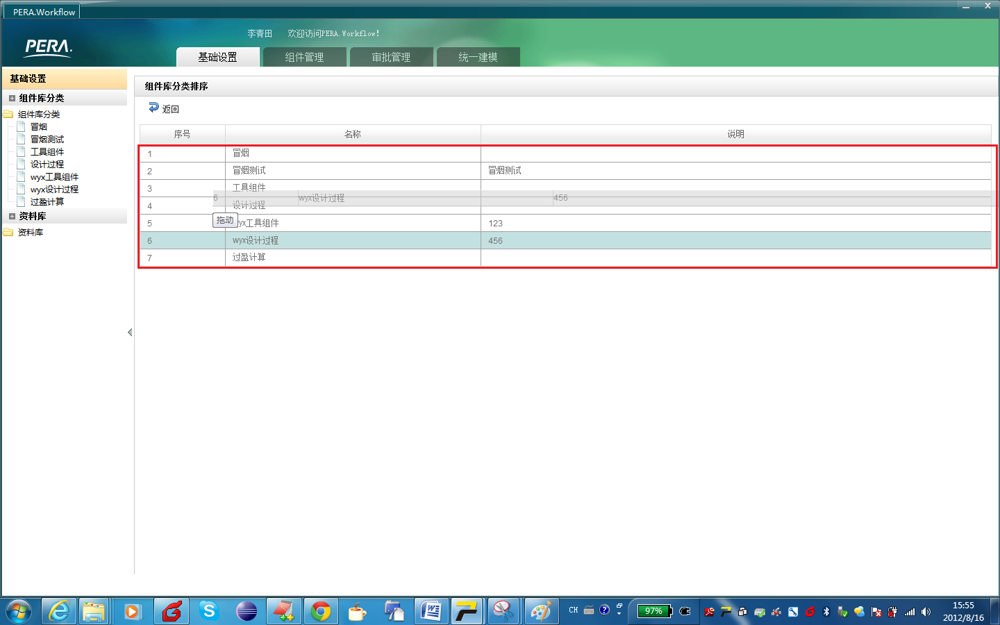 PERA.Workflow
李青田 欢迎访问PERA.Workflow!
PERA.
基础设置 组件管理 审批管理 统一建模
基础设置
组件库分类
组件库分类
冒烟
冒烟测试
工具组件
设计过程
wyx工具组件
wyx设计过程
过盈计算
资料库
资料库
组件库分类排序
返回
序号 名称 说明
1 冒烟
2 冒烟测试 冒烟测试
3 工具组件
6 wyx设计过程 456
4 设计过程
拖动
5 wyx工具组件 123
6 wyx设计过程 456
7 过盈计算
CH 97% 15:55
2012/8/16